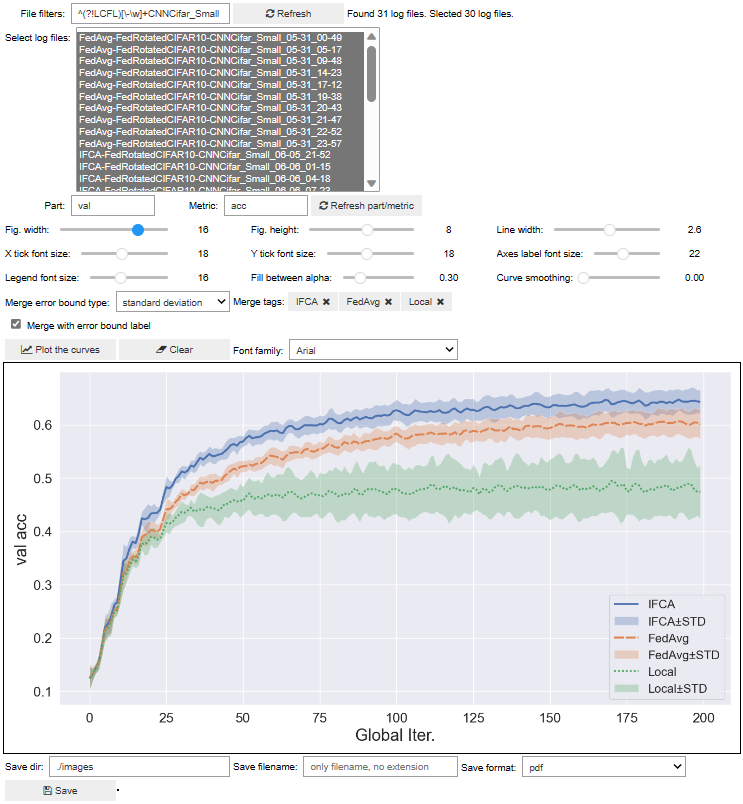 File filters: ^(?!LCFL)[\-\w]+CNNCifar_Small Refresh Found 31 log files. Slected 30 log files.
Select log files:
FedAvg-FedRotatedCIFAR10-CNNCifar_Small_05-31_00-49
FedAvg-FedRotatedCIFAR10-CNNCifar_Small_05-31_05-17
FedAvg-FedRotatedCIFAR10-CNNCifar_Small_05-31_09-48
FedAvg-FedRotatedCIFAR10-CNNCifar_Small_05-31_14-23
FedAvg-FedRotatedCIFAR10-CNNCifar_Small_05-31_17-12
FedAvg-FedRotatedCIFAR10-CNNCifar_Small_05-31_19-38
FedAvg-FedRotatedCIFAR10-CNNCifar_Small_05-31_20-43
FedAvg-FedRotatedCIFAR10-CNNCifar_Small_05-31_21-47
FedAvg-FedRotatedCIFAR10-CNNCifar_Small_05-31_22-52
FedAvg-FedRotatedCIFAR10-CNNCifar_Small_05-31_23-57
IFCA-FedRotatedCIFAR10-CNNCifar_Small_06-05_21-52
IFCA-FedRotatedCIFAR10-CNNCifar_Small_06-06_01-15
IFCA-FedRotatedCIFAR10-CNNCifar_Small_06-06_04-18
IFCA-FedRotatedCIFAR10-CNNCifar_Small_06-06_07-22
Part: val Metric: acc Refresh part/metric
Fig. width: 16 Fig. height: 8 Line width: 2.6
X tick font size: 18 Y tick font size: 18 Axes label font size: 22
Legend font size: 16 Fill between alpha: 0.30 Curve smoothing: 0.00
Merge error bound type: standard deviation Merge tags: IFCA FedAvg Local
Merge with error bound label
Plot the curves Clear Font family: Arial
val acc
0.6
0.5
0.4
0.3
0.2
0.1
IFCA
IFCA±STD
FedAvg
FedAvg±STD
Local
Local±STD
0 25 50 75 100 125 150 175 200
Global Iter.
Save dir: ./images Save filename: only filename, no extension Save format: pdf
Save